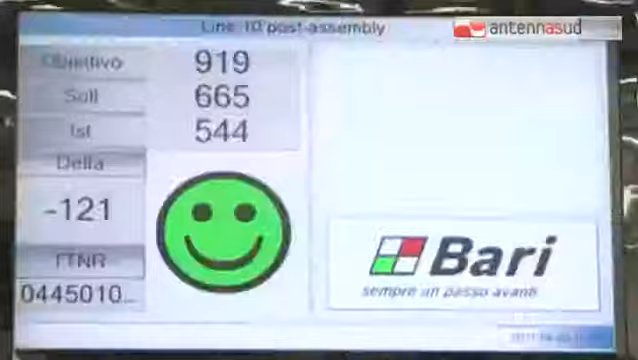 Line 10 post-assembly
antennasud
Obiettivo 919
Soll 665
Ist 544
Delta
-121
TTNR
0445010...
Bari
sempre un passo avanti